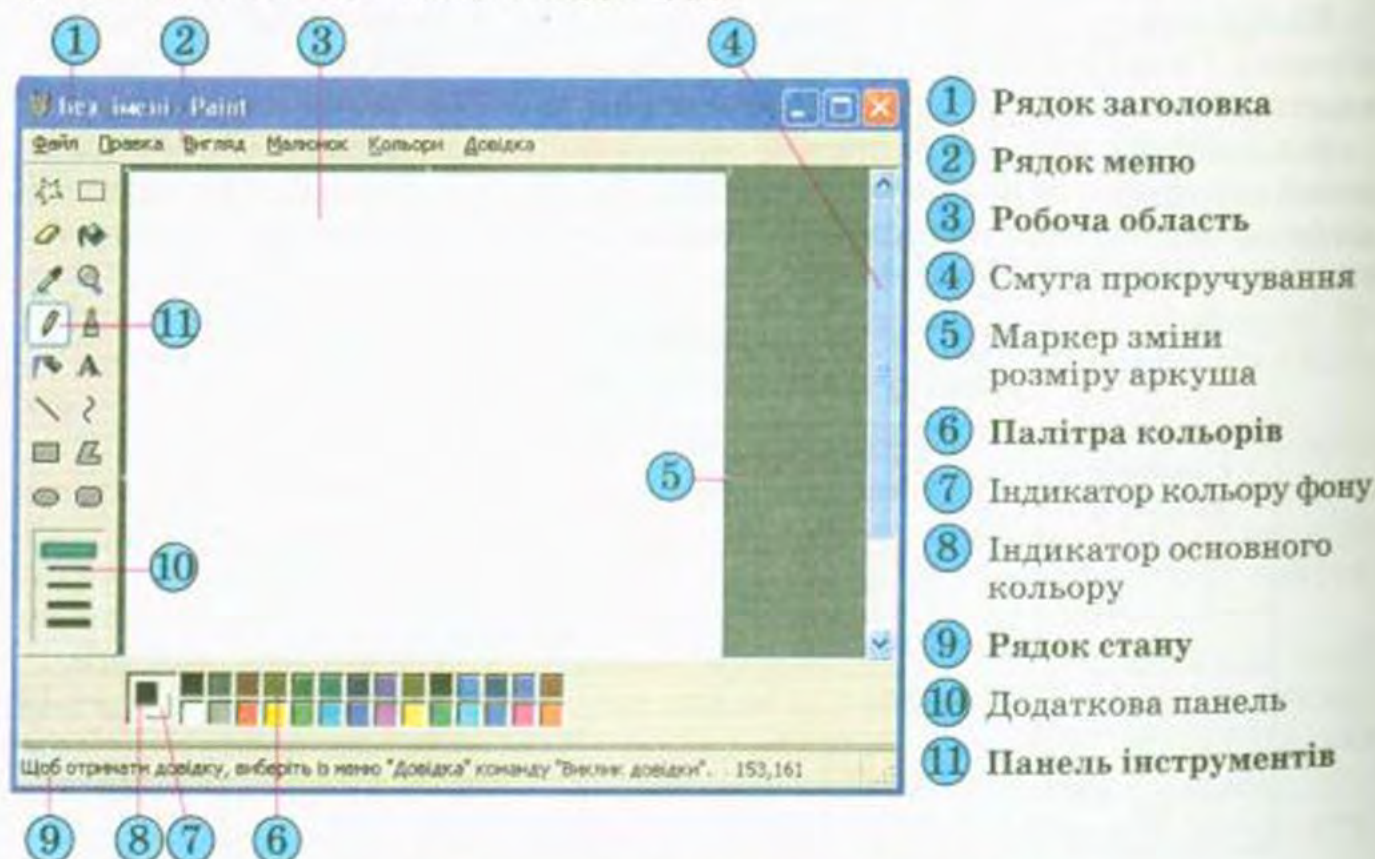 1 2 3 4
Без імені - Paint
Файл Правка Вигляд Малюнок Кольори Довідка
11
A
5
10
Щоб отримати довідку, виберіть із меню "Довідка" команду "Виклик довідки". 153,161
9 8 7 6
1 Рядок заголовка
2 Рядок меню
3 Робоча область
4 Смуга прокручування
5 Маркер зміни
розміру аркуша
6 Палітра кольорів
7 Індикатор кольору фону
8 Індикатор основного
кольору
9 Рядок стану
10 Додаткова панель
11 Панель інструментів